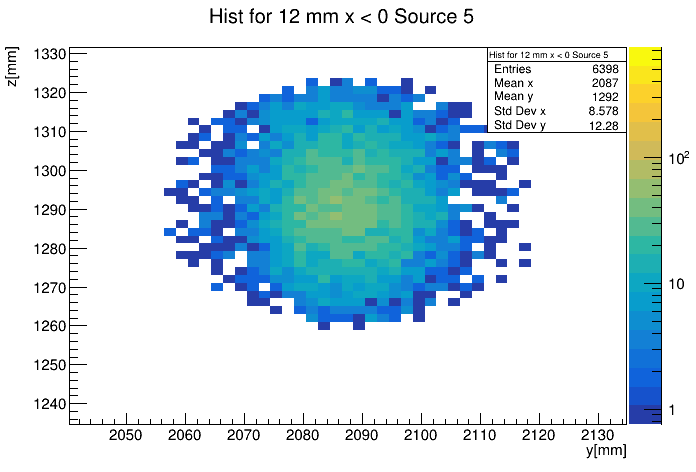 Hist for 12 mm x < 0 Source 5
z[mm]
1330
1320
1310
1300
1290
1280
1270
1260
1250
1240
Hist for 12 mm x < 0 Source 5
Entries 6398
Mean x 2087
Mean y 1292
Std Dev x 8.578
Std Dev y 12.28
10²
10
1
2050 2060 2070 2080 2090 2100 2110 2120 2130
y[mm]